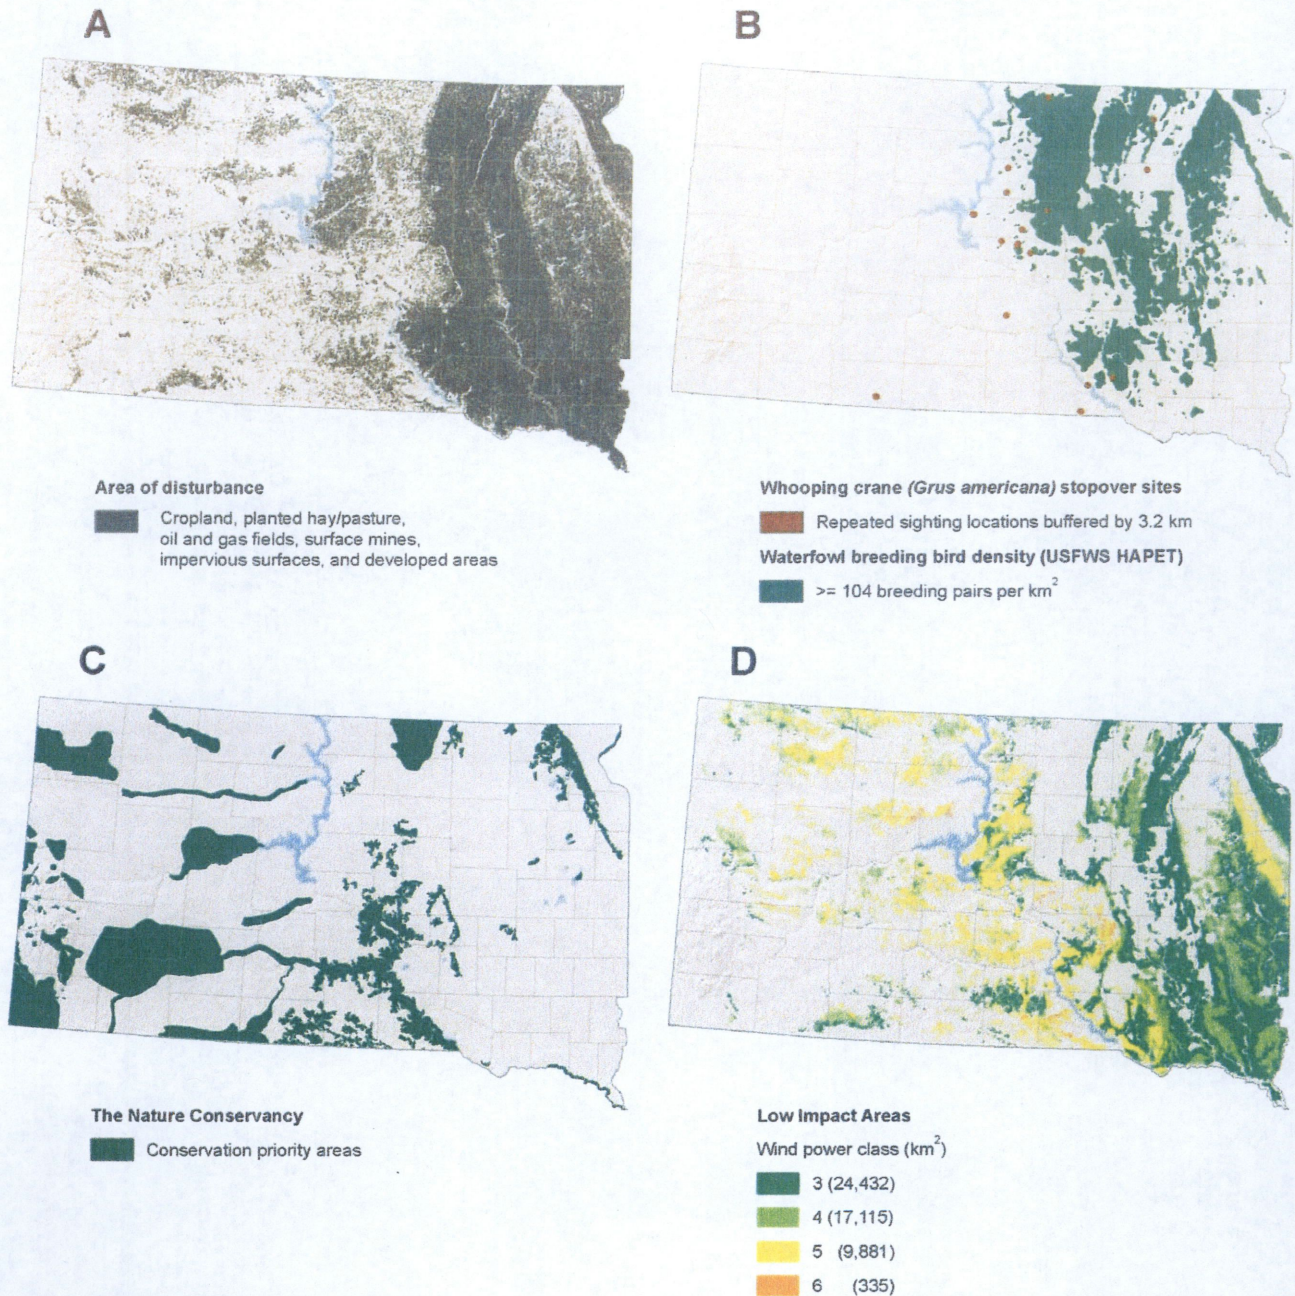 A
B
Area of disturbance
Cropland, planted hay/pasture,
oil and gas fields, surface mines,
impervious surfaces, and developed areas
Whooping crane (Grus americana) stopover sites
Repeated sighting locations buffered by 3.2 km
Waterfowl breeding bird density (USFWS HAPET)
>= 104 breeding pairs per km²
C
D
The Nature Conservancy
Conservation priority areas
Low Impact Areas
Wind power class (km²)
3 (24,432)
4 (17,115)
5 (9,881)
6 (335)